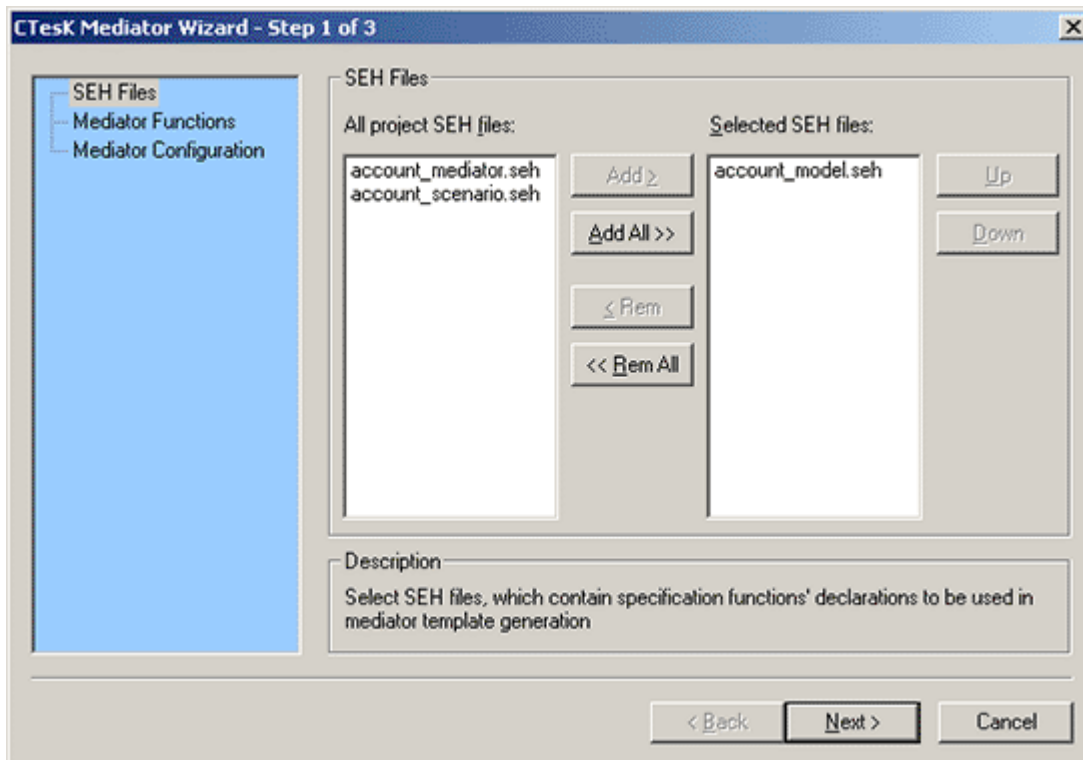 CTesK Mediator Wizard - Step 1 of 3
SEH Files
Mediator Functions
Mediator Configuration
SEH Files
All project SEH files:
account_mediator.seh
account_scenario.seh
Add >
Add All >>
< Rem
<< Rem All
Selected SEH files:
account_model.seh
Up
Down
Description
Select SEH files, which contain specification functions' declarations to be used in
mediator template generation
< Back
Next >
Cancel